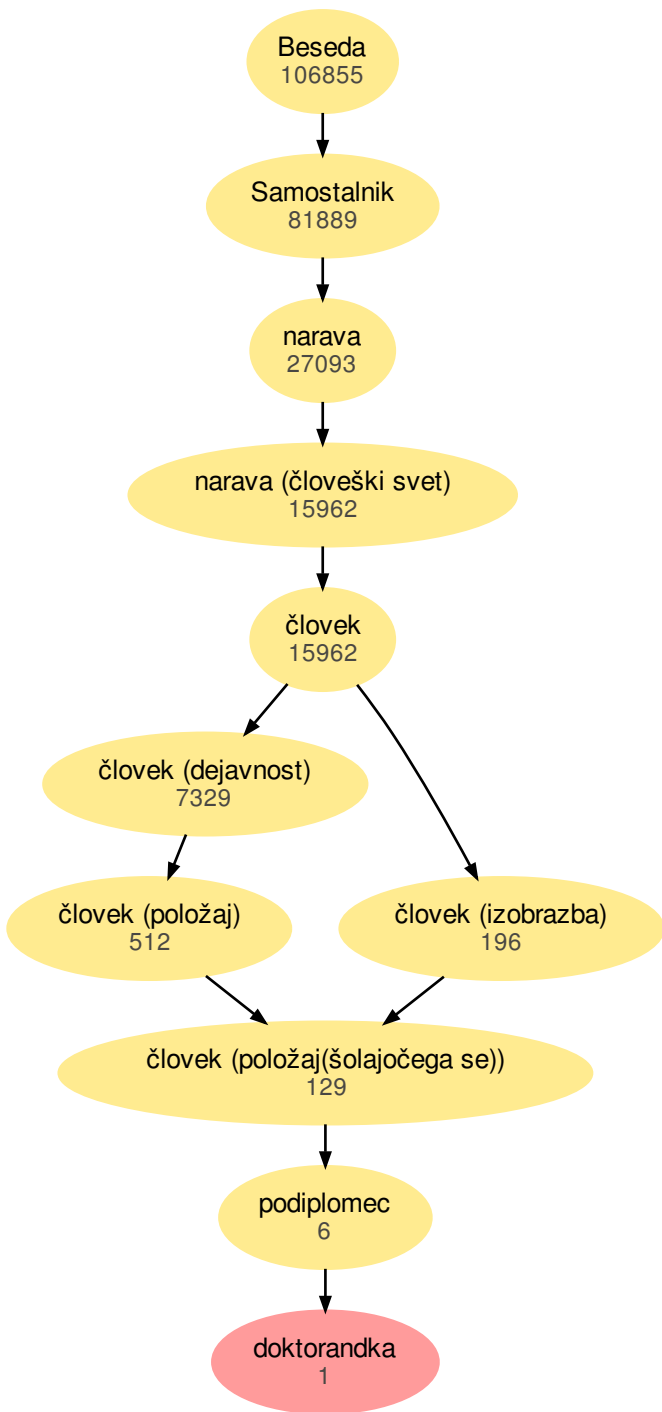 Beseda
106855
Samostalnik
81889
narava
27093
narava (človeški svet)
15962
človek
15962
človek (dejavnost)
7329
človek (položaj)
512
človek (izobrazba)
196
človek (položaj(šolajočega se))
129
podiplomec
6
doktorandka
1